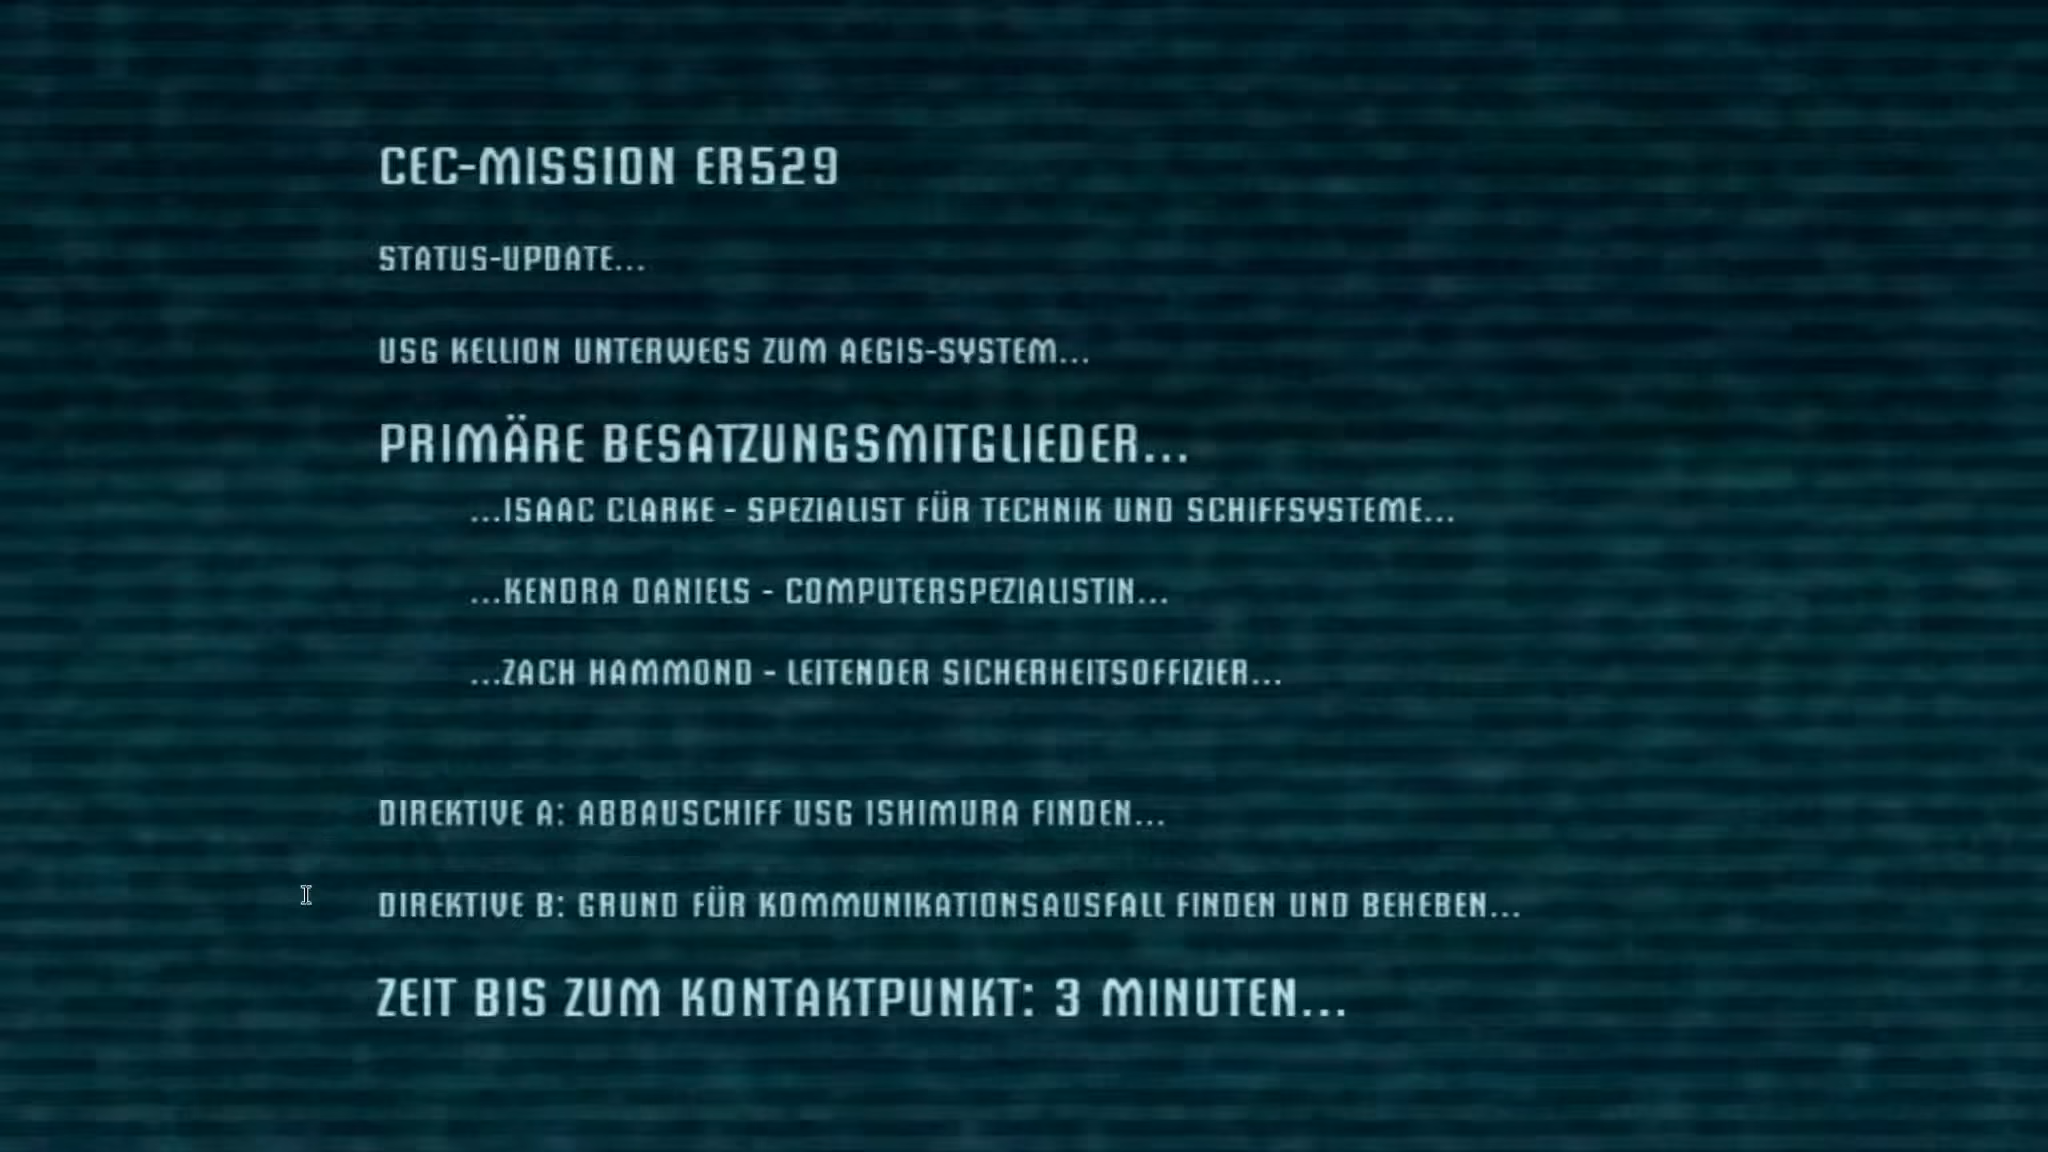 CEC-MISSION ER529
STATUS-UPDATE...
USG KELLION UNTERWEGS ZUM AEGIS-SYSTEM...
PRIMÄRE BESATZUNGSMITGLIEDER...
...ISAAC CLARKE - SPEZIALIST FÜR TECHNIK UND SCHIFFSYSTEME...
...KENDRA DANIELS - COMPUTERSPEZIALISTIN...
...ZACH HAMMOND - LEITENDER SICHERHEITSOFFIZIER...
DIREKTIVE A: ABBAUSCHIFF USG ISHIMURA FINDEN...
DIREKTIVE B: GRUND FÜR KOMMUNIKATIONSAUSFALL FINDEN UND BEHEBEN...
ZEIT BIS ZUM KONTAKTPUNKT: 3 MINUTEN...